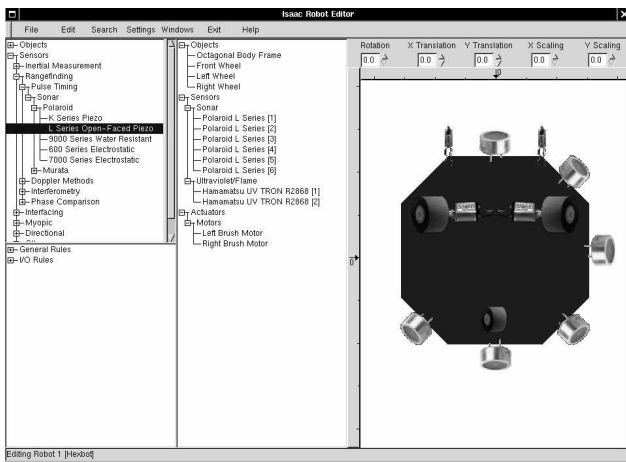 Isaac Robot Editor
File Edit Search Settings Windows Exit Help
Objects
Sensors
Inertial Measurement
Rangefinding
Pulse Timing
Sonar
Polaroid
K Series Piezo
L Series Open-Faced Piezo
9000 Series Water Resistant
600 Series Electrostatic
7000 Series Electrostatic
Murata
Doppler Methods
Interferometry
Phase Comparison
Interfacing
Myopic
Directional
General Rules
I/O Rules
Objects
Octagonal Body Frame
Front Wheel
Left Wheel
Right Wheel
Sensors
Sonar
Polaroid L Series [1]
Polaroid L Series [2]
Polaroid L Series [3]
Polaroid L Series [4]
Polaroid L Series [5]
Polaroid L Series [6]
Ultraviolet/Flame
Hamamatsu UV TRON R2868 [1]
Hamamatsu UV TRON R2868 [2]
Actuators
Motors
Left Brush Motor
Right Brush Motor
Rotation X Translation Y Translation X Scaling Y Scaling
0.0 0.0 0.0 0.0 0.0
0
Editing Robot 1 [Hexbot]